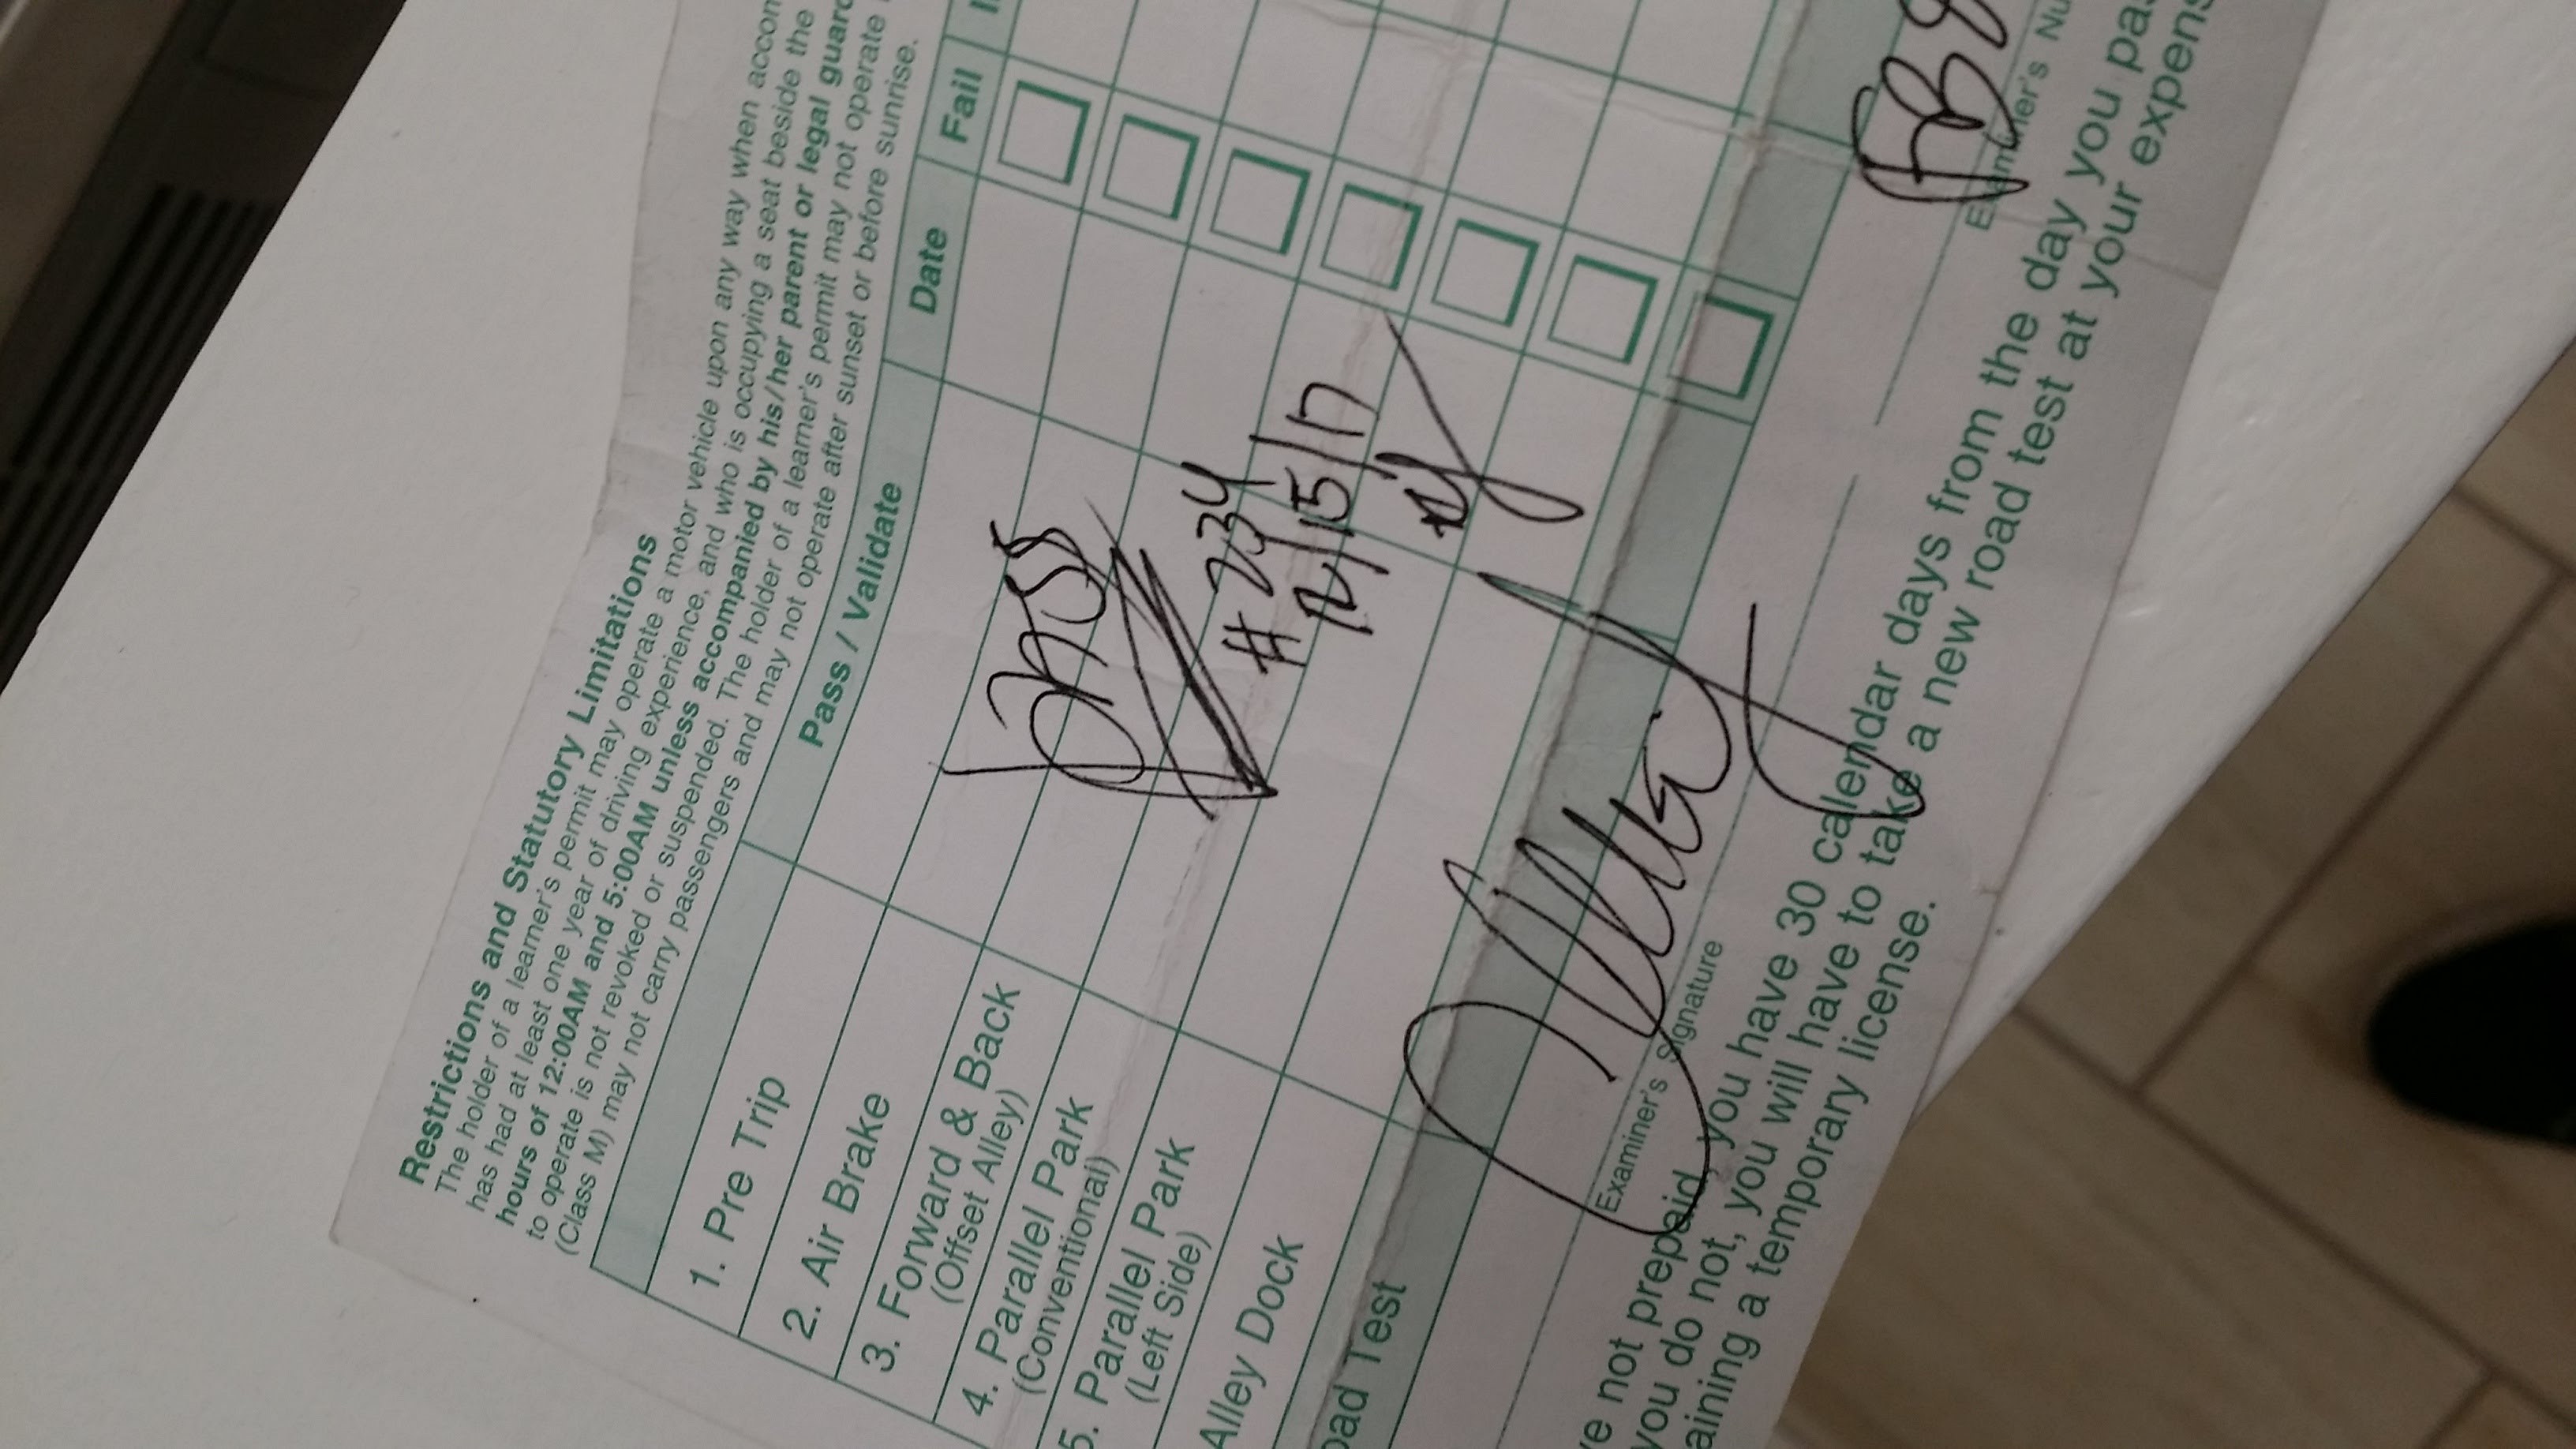 Restrictions and Statutory Limitations
The holder of a learner's permit may operate a motor vehicle upon any way when accon
has had at least one year of driving experience, and who is occupying a seat beside the
hours of 12:00AM and 5:00AM unless accompanied by his/her parent or legal guard
to operate is not revoked or suspended. The holder of a learner's permit may not operate
(Class M) may not carry passengers and may not operate after sunset or before sunrise.
Pass / Validate Date Fail
1. Pre Trip
2. Air Brake
3. Forward & Back
(Offset Alley)
4. Parallel Park
(Conventional)
5. Parallel Park
(Left Side)
Alley Dock
oad Test
Pass
# 234
12/15/17
Examiner's Signature
Examiner's Nu
ve not prepaid, you have 30 calendar days from the day you pas
you do not, you will have to take a new road test at your expens
aining a temporary license.